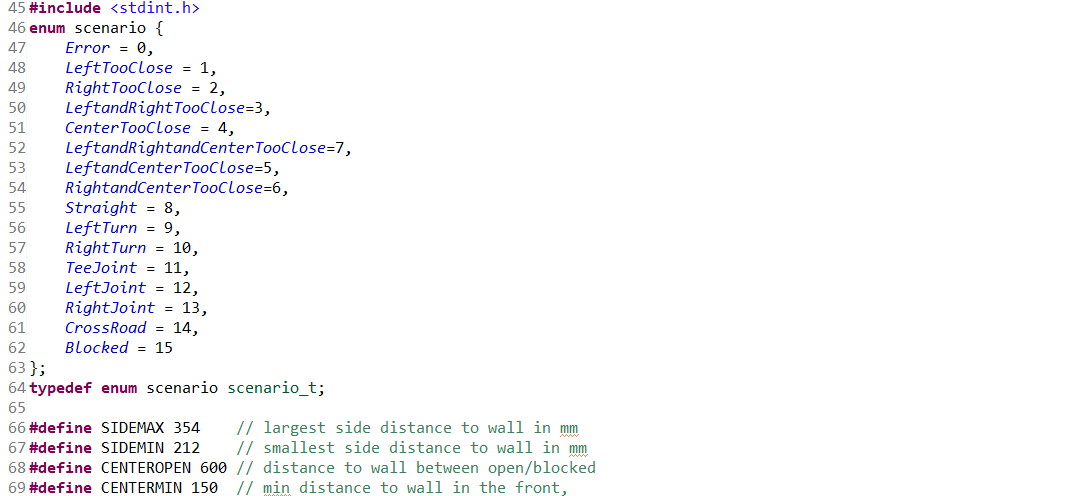 45 #include <stdint.h>
46 enum scenario {
47     Error = 0,
48     LeftTooClose = 1,
49     RightTooClose = 2,
50     LeftandRightTooClose=3,
51     CenterTooClose = 4,
52     LeftandRightandCenterTooClose=7,
53     LeftandCenterTooClose=5,
54     RightandCenterTooClose=6,
55     Straight = 8,
56     LeftTurn = 9,
57     RightTurn = 10,
58     TeeJoint = 11,
59     LeftJoint = 12,
60     RightJoint = 13,
61     CrossRoad = 14,
62     Blocked = 15
63 };
64 typedef enum scenario scenario_t;
65
66 #define SIDEMAX 354    // largest side distance to wall in mm
67 #define SIDEMIN 212    // smallest side distance to wall in mm
68 #define CENTEROPEN 600 // distance to wall between open/blocked
69 #define CENTERMIN 150  // min distance to wall in the front,